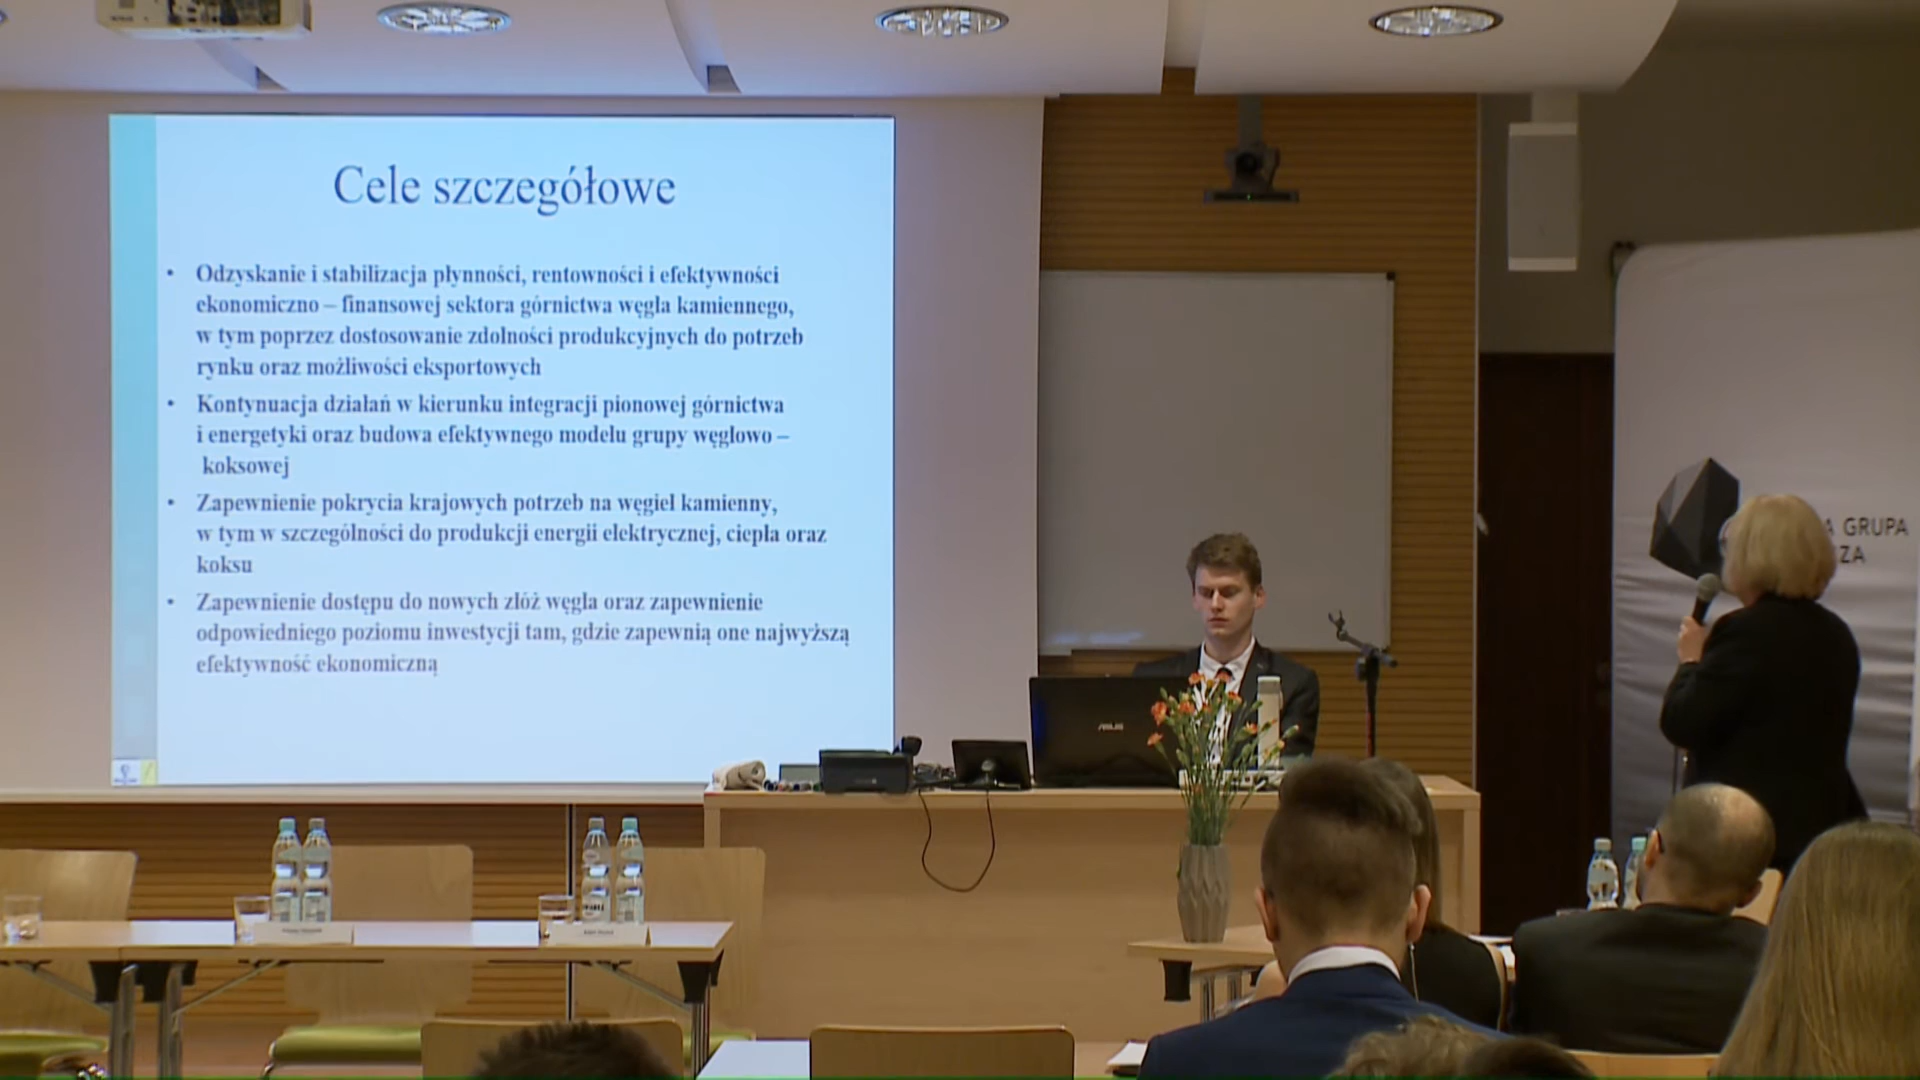 Cele szczegółowe
• Odzyskanie i stabilizacja płynności, rentowności i efektywności
ekonomiczno – finansowej sektora górnictwa węgla kamiennego,
w tym poprzez dostosowanie zdolności produkcyjnych do potrzeb
rynku oraz możliwości eksportowych
• Kontynuacja działań w kierunku integracji pionowej górnictwa
i energetyki oraz budowa efektywnego modelu grupy węglowo –
koksowej
• Zapewnienie pokrycia krajowych potrzeb na węgiel kamienny,
w tym w szczególności do produkcji energii elektrycznej, ciepła oraz
koksu
• Zapewnienie dostępu do nowych złóż węgla oraz zapewnienie
odpowiedniego poziomu inwestycji tam, gdzie zapewnią one najwyższą
efektywność ekonomiczną
ASUS
A GRUPA
ZA